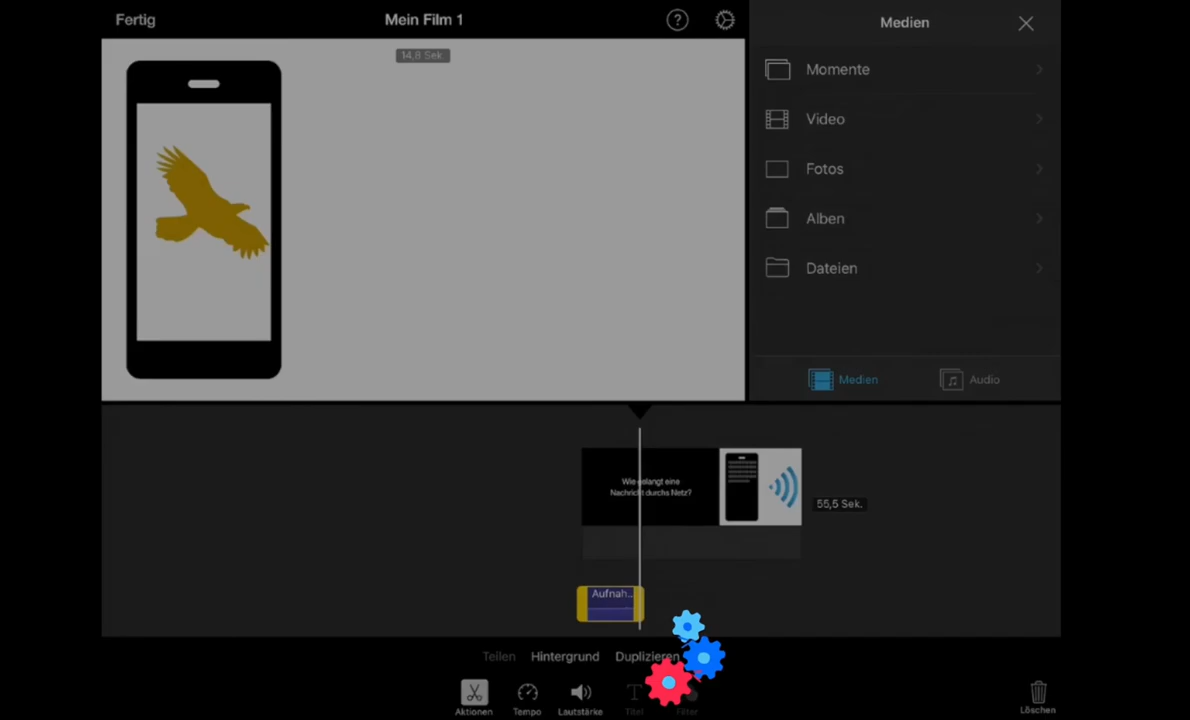 Fertig
Mein Film 1
?
Medien
14,8 Sek.
Momente
Video
Fotos
Alben
Dateien
Medien
Audio
Wie gelangt eine
Nachricht durchs Netz?
55,5 Sek.
Aufnah..
Teilen
Hintergrund
Duplizieren
Aktionen
Tempo
Lautstärke
Titel
Filter
Löschen